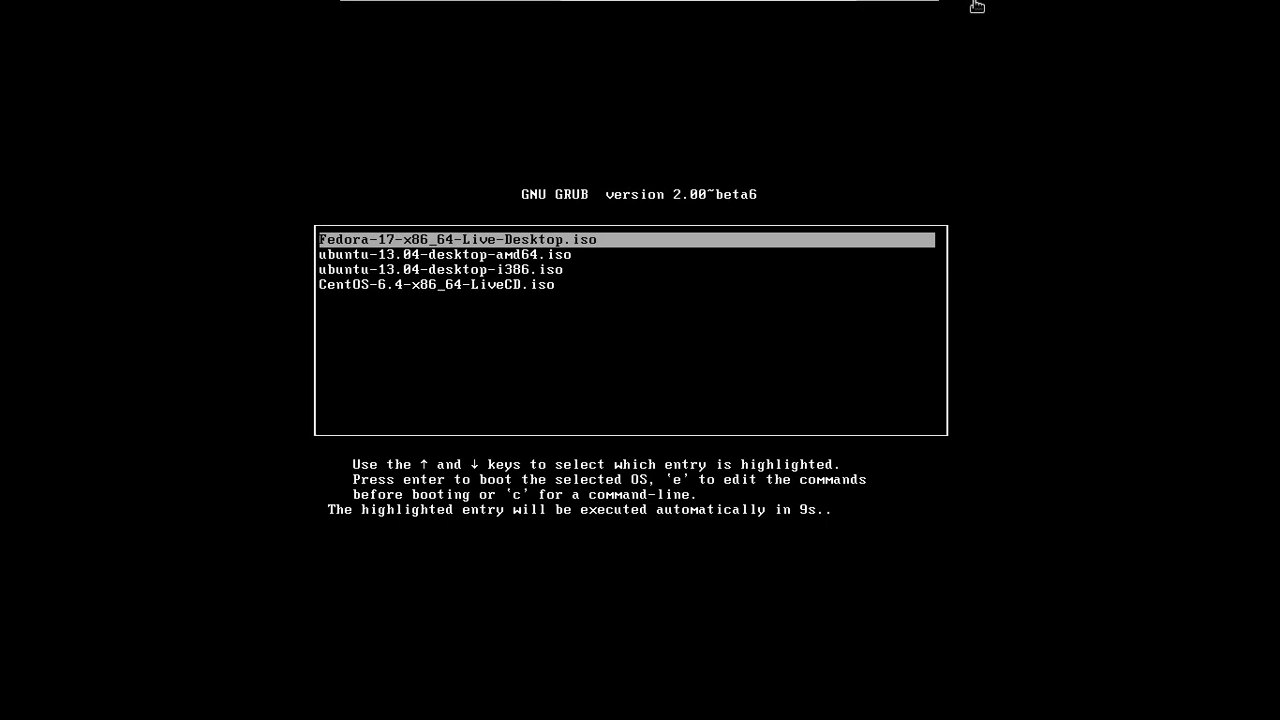 GNU GRUB  version 2.00~beta6
Fedora-17-x86_64-Live-Desktop.iso
ubuntu-13.04-desktop-amd64.iso
ubuntu-13.04-desktop-i386.iso
CentOS-6.4-x86_64-LiveCD.iso
Use the ↑ and ↓ keys to select which entry is highlighted.
Press enter to boot the selected OS, `e' to edit the commands
before booting or `c' for a command-line.
The highlighted entry will be executed automatically in 9s..